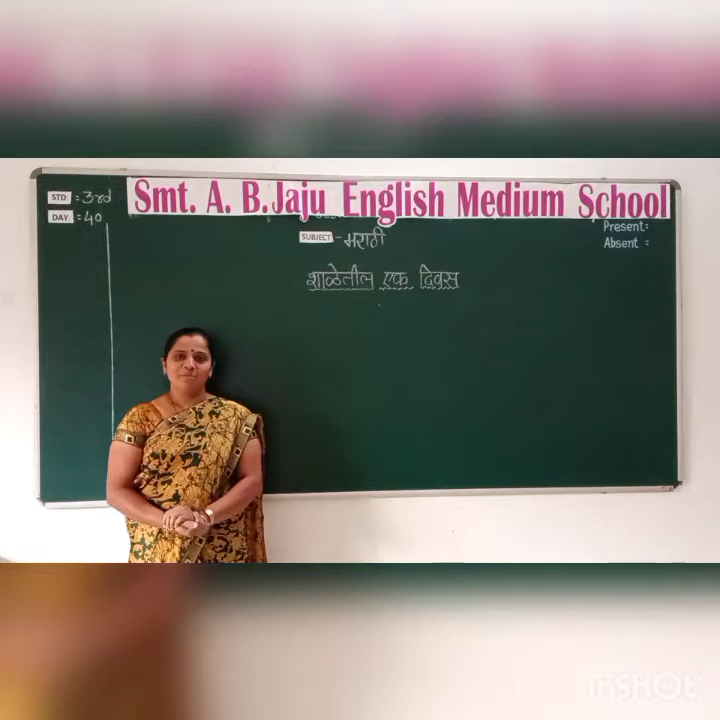 Smt. A. B. Jaju English Medium School
STD: = 3rd
DAY = 40
Present:
Absent =
SUBJECT - मराठी
शाळेतील एक दिवस
INSHOT